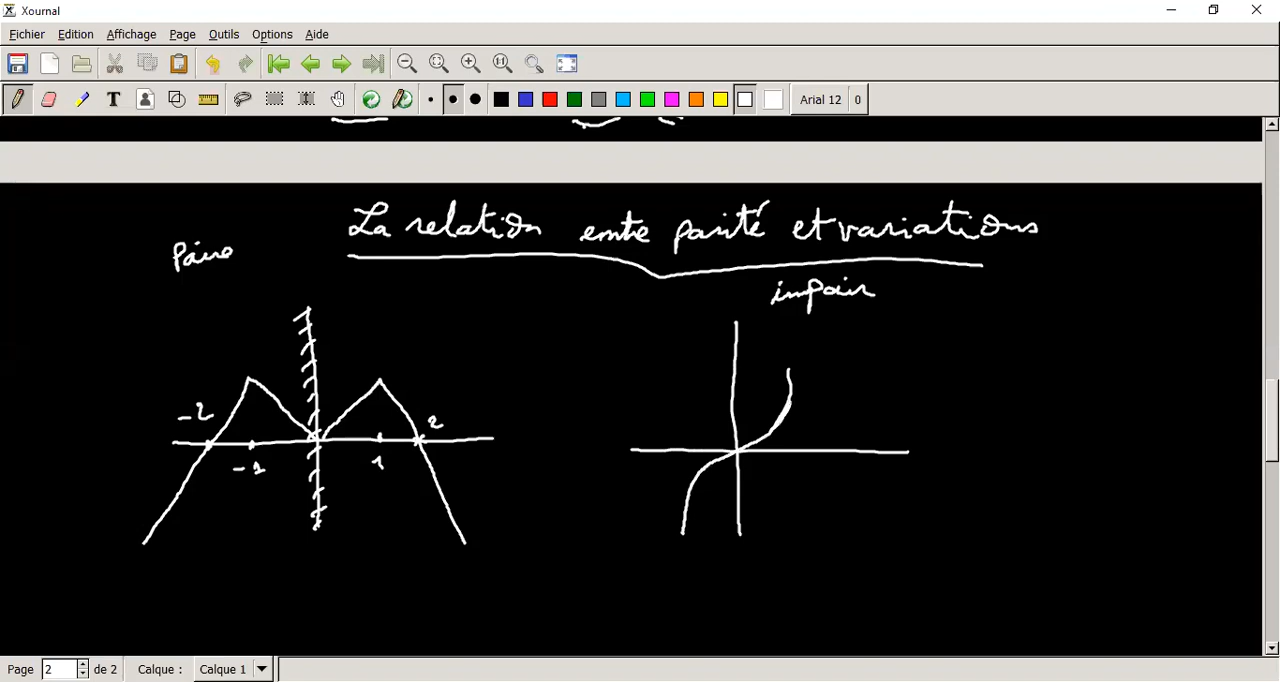 Xournal
Fichier Edition Affichage Page Outils Options Aide
Arial 12 0
La relation entre parité et variations
Paire
impair
-2
2
-1
1
Page 2 de 2 Calque : Calque 1